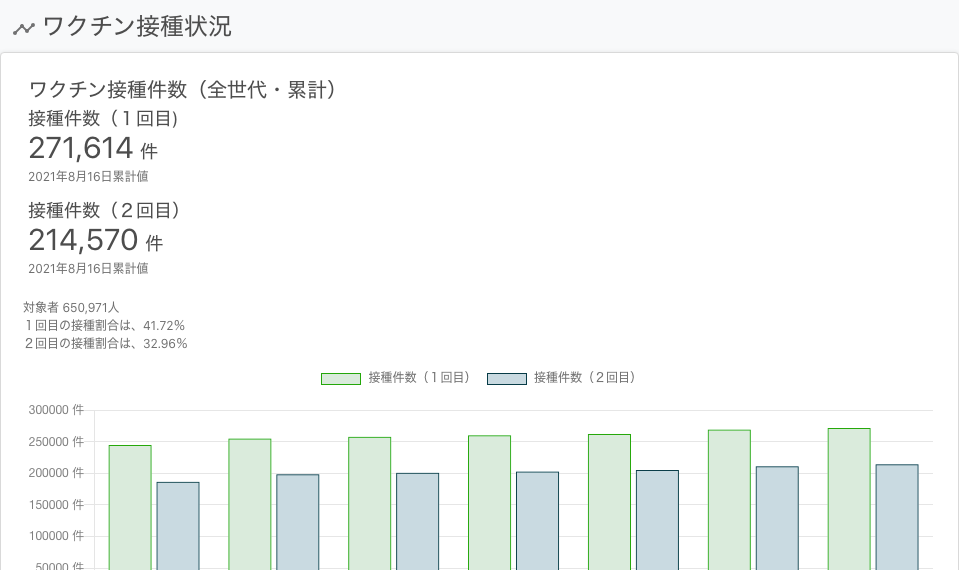 ワクチン接種状況
ワクチン接種件数（全世代・累計）
接種件数（１回目)
271,614 件
2021年8月16日累計値
接種件数（２回目）
214,570 件
2021年8月16日累計値
対象者 650,971人
１回目の接種割合は、41.72%
２回目の接種割合は、32.96%
接種件数（１回目） 接種件数（２回目）
300000 件
250000 件
200000 件
150000 件
100000 件
50000 件